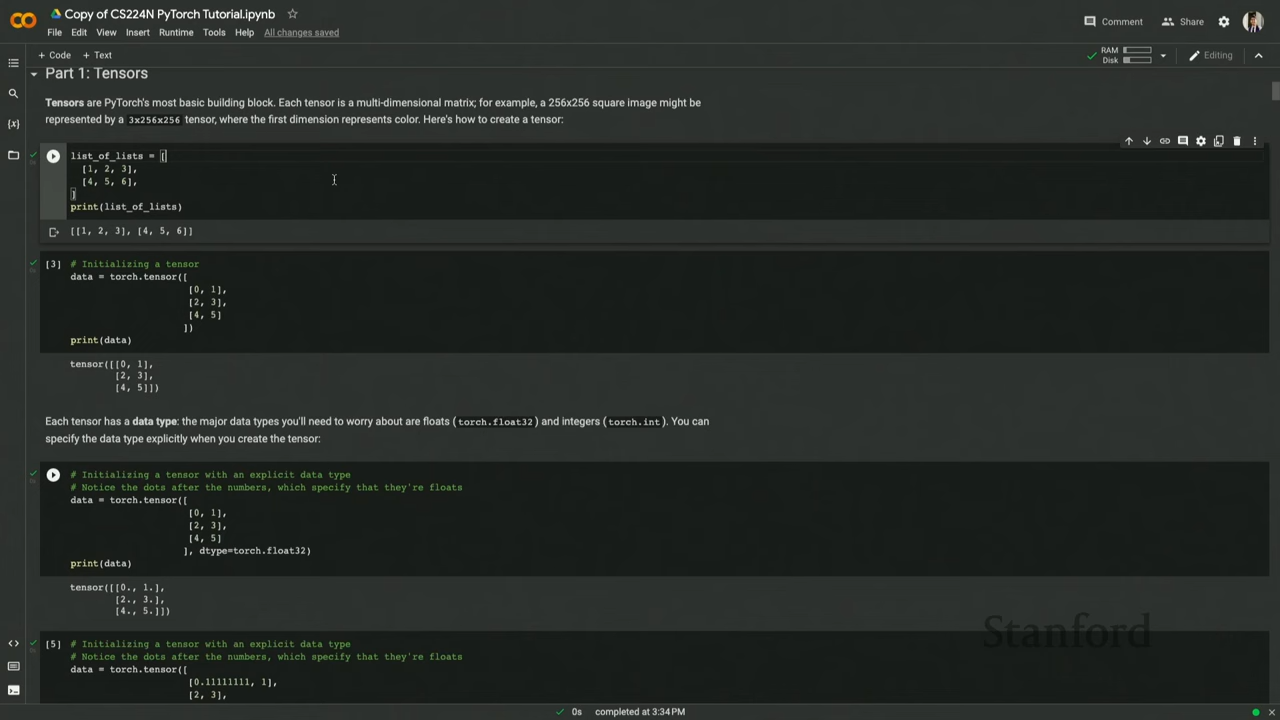 Copy of CS224N PyTorch Tutorial.ipynb
File Edit View Insert Runtime Tools Help All changes saved
Comment Share
+ Code + Text
RAM
Disk
Editing
Part 1: Tensors
Tensors are PyTorch's most basic building block. Each tensor is a multi-dimensional matrix; for example, a 256x256 square image might be
represented by a 3x256x256 tensor, where the first dimension represents color. Here's how to create a tensor:
list_of_lists = [
[1, 2, 3],
[4, 5, 6],
]
print(list_of_lists)
[[1, 2, 3], [4, 5, 6]]
[3] # Initializing a tensor
data = torch.tensor([
[0, 1],
[2, 3],
[4, 5]
])
print(data)
tensor([[0, 1],
[2, 3],
[4, 5]])
Each tensor has a data type: the major data types you'll need to worry about are floats (torch.float32) and integers (torch.int). You can
specify the data type explicitly when you create the tensor:
# Initializing a tensor with an explicit data type
# Notice the dots after the numbers, which specify that they're floats
data = torch.tensor([
[0, 1],
[2, 3],
[4, 5]
], dtype=torch.float32)
print(data)
tensor([[0., 1.],
[2., 3.],
[4., 5.]])
Stanford
[5] # Initializing a tensor with an explicit data type
# Notice the dots after the numbers, which specify that they're floats
data = torch.tensor([
[0.11111111, 1],
[2, 3],
0s completed at 3:34PM